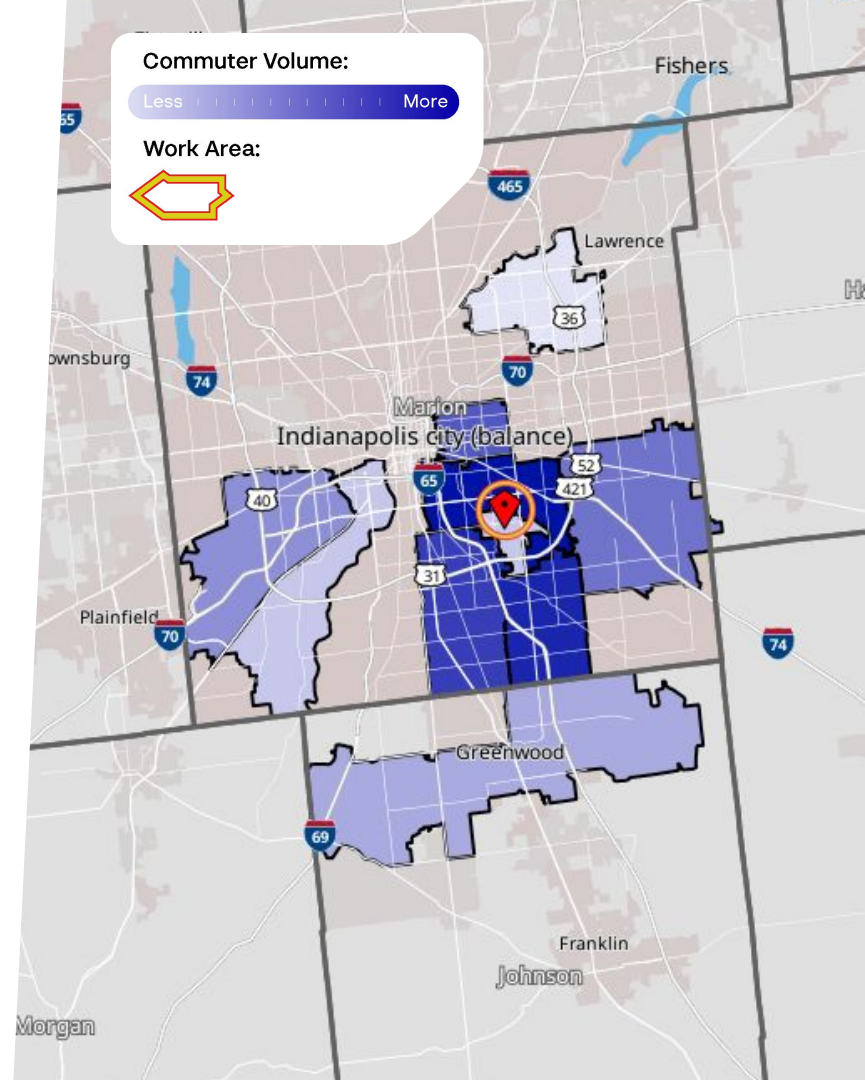 Commuter Volume:
Less
More
Work Area:
Fishers
65
465
Lawrence
36
ownsburg
70
74
Marion
Indianapolis city (balance)
52
65
421
40
31
Plainfield
70
74
Greenwood
69
Franklin
Johnson
Morgan